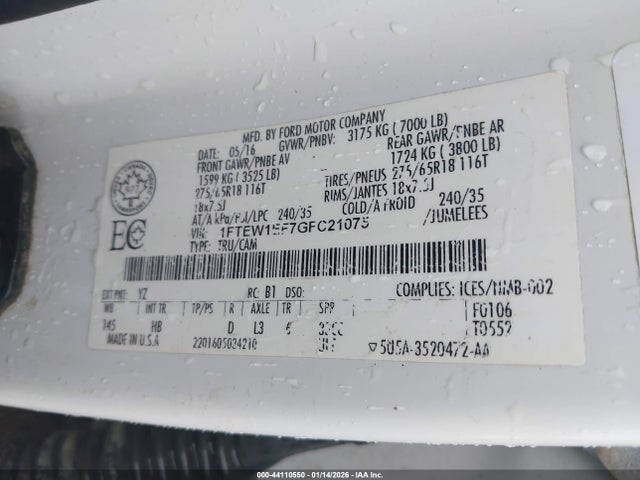 MFD. BY FORD MOTOR COMPANY
DATE: 05/16 GVWR/PNBV: 3175 KG ( 7000 LB)
FRONT GAWR/PNBE AV REAR GAWR/PNBE AR
1599 KG ( 3525 LB) 1724 KG ( 3800 LB)
275/65R18 116T TIRES/PNEUS 275/65R18 116T
18x7.5J RIMS/JANTES 18x7.5J
AT/A kPa/PSI/LPC 240/35 COLD/A FROID 240/35
VIN: 1FTEW1EF7GFC21075 /JUMELEES
TYPE: TRU/CAM
EC
EXT PNT: YZ RC: B1 DSO: COMPLIES: ICES/NMB-002
WB INT TR TP/PS R AXLE TR SPR F0106
145 HB D L3 6 T0552
MADE IN U.S.A 2201605024210 5U5A-3520472-AA
000-44110550 - 01/14/2026 - IAA Inc.